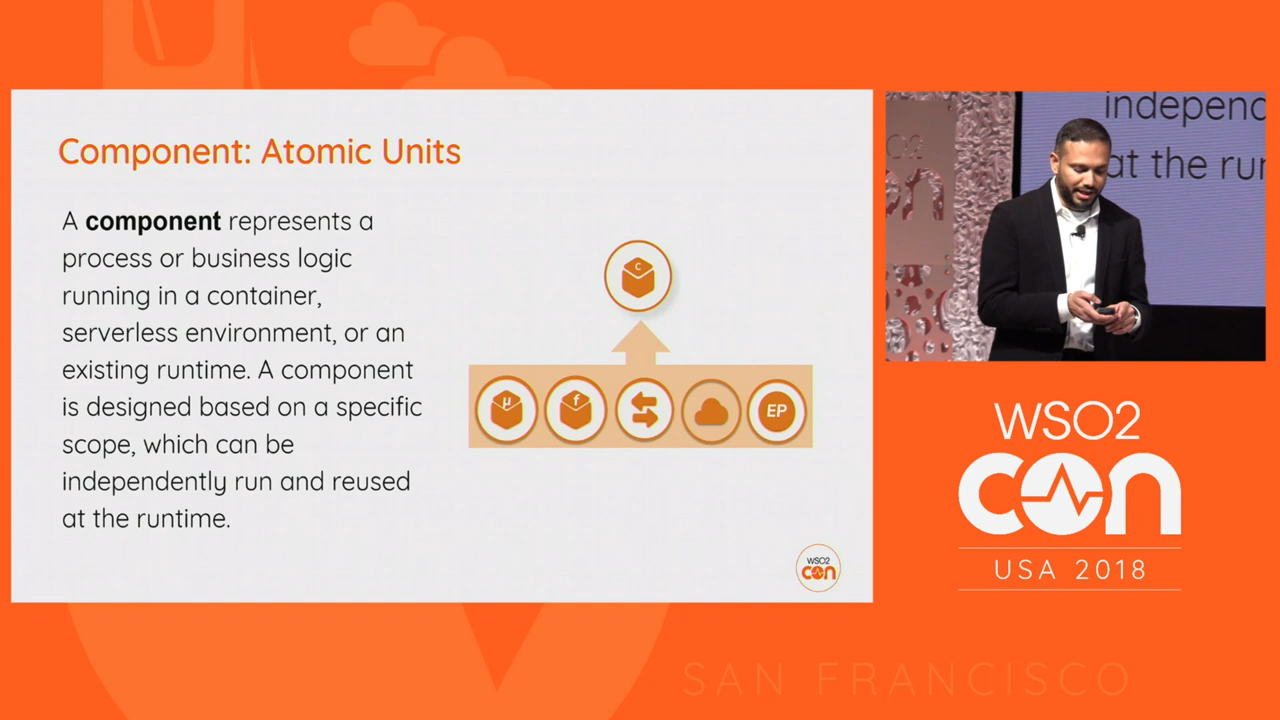 Component: Atomic Units
A component represents a
process or business logic
running in a container,
serverless environment, or an
existing runtime. A component
is designed based on a specific
scope, which can be
independently run and reused
at the runtime.
C
µ
f
EP
WSO2
con
independ
at the run
WSO2
con
USA 2018
SAN FRANCISCO